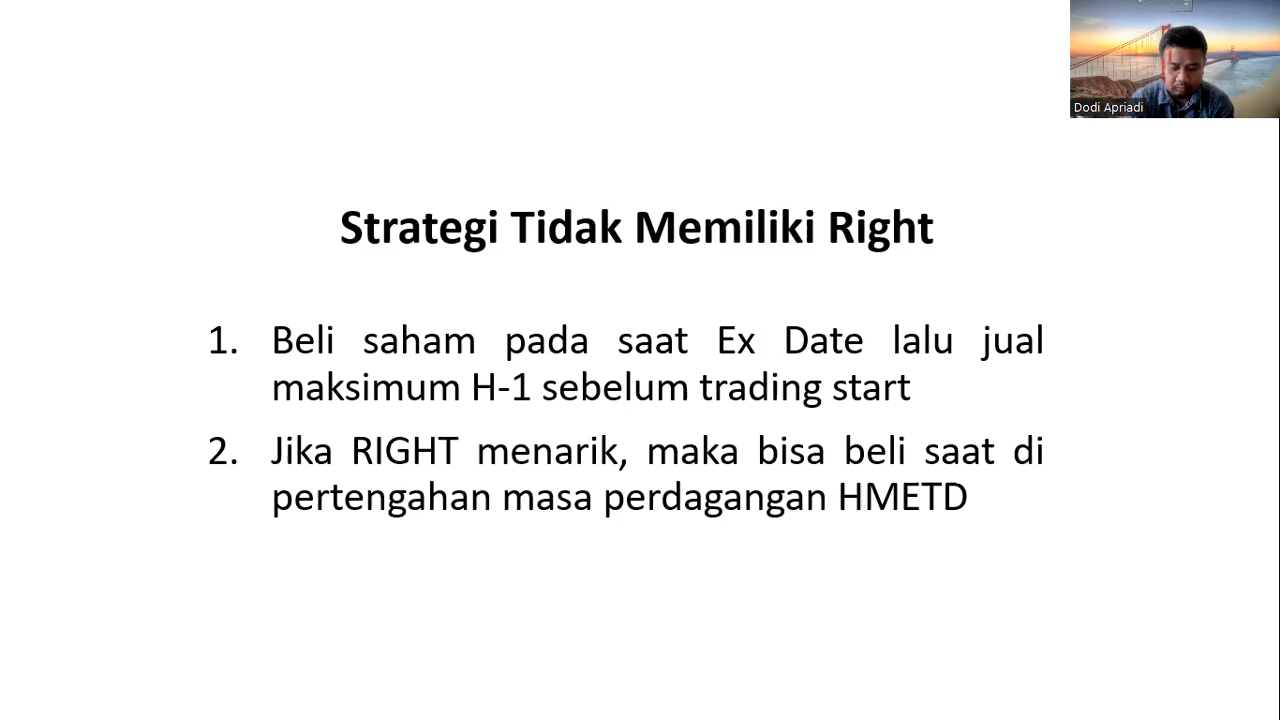 Dodi Apriadi
Strategi Tidak Memiliki Right
1. Beli saham pada saat Ex Date lalu jual
maksimum H-1 sebelum trading start
2. Jika RIGHT menarik, maka bisa beli saat di
pertengahan masa perdagangan HMETD